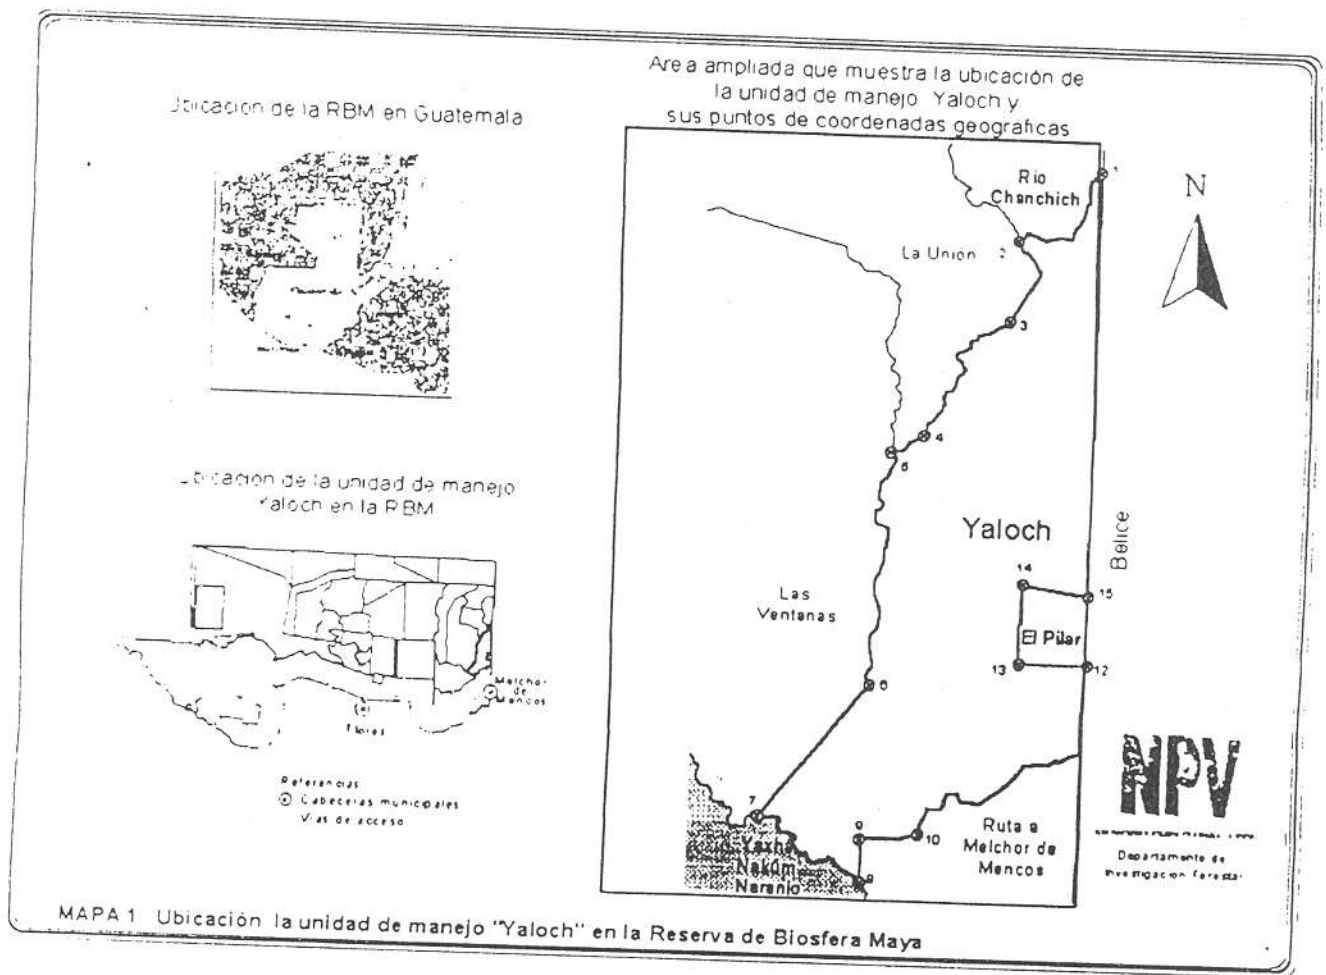 Ubicación de la RBM en Guatemala
Area ampliada que muestra la ubicación de
la unidad de manejo Yaloch y
sus puntos de coordenadas geográficas
1
Río
Chanchich
N
La Unión
2
3
4
5
Ubicación de la unidad de manejo
Yaloch en la RBM
Yaloch
Belice
14
15
Las
Ventanas
El Pilar
13
12
6
Melchor
de
Mencos
Flores
Referencias
Cabeceras municipales
Vias de acceso
7
9
10
8
Yaxhá
Nakúm
Naranjo
Ruta a
Melchor de
Mencos
NPV
Departamento de
Investigación Forestal
MAPA 1 Ubicación la unidad de manejo "Yaloch" en la Reserva de Biosfera Maya